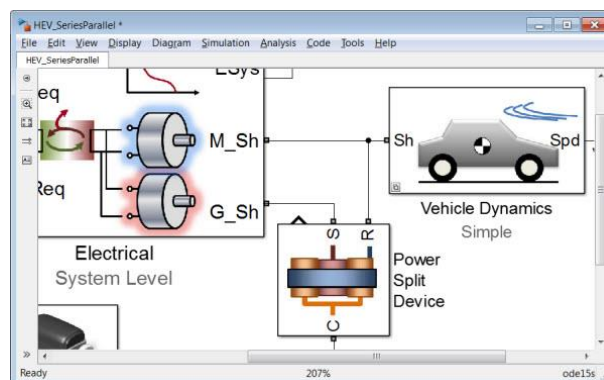 HEV_SeriesParallel *
File Edit View Display Diagram Simulation Analysis Code Tools Help
HEV_SeriesParallel
ESys
eq
M_Sh
Sh
Spd
Req
G_Sh
Vehicle Dynamics
Simple
Electrical
System Level
S
R
Power
Split
Device
C
Ready
207%
ode15s